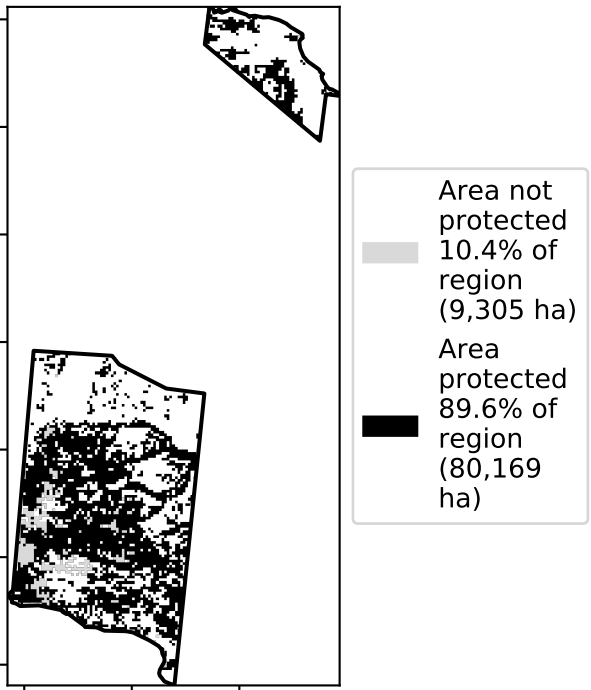 Area not
protected
10.4% of
region
(9,305 ha)
Area
protected
89.6% of
region
(80,169
ha)